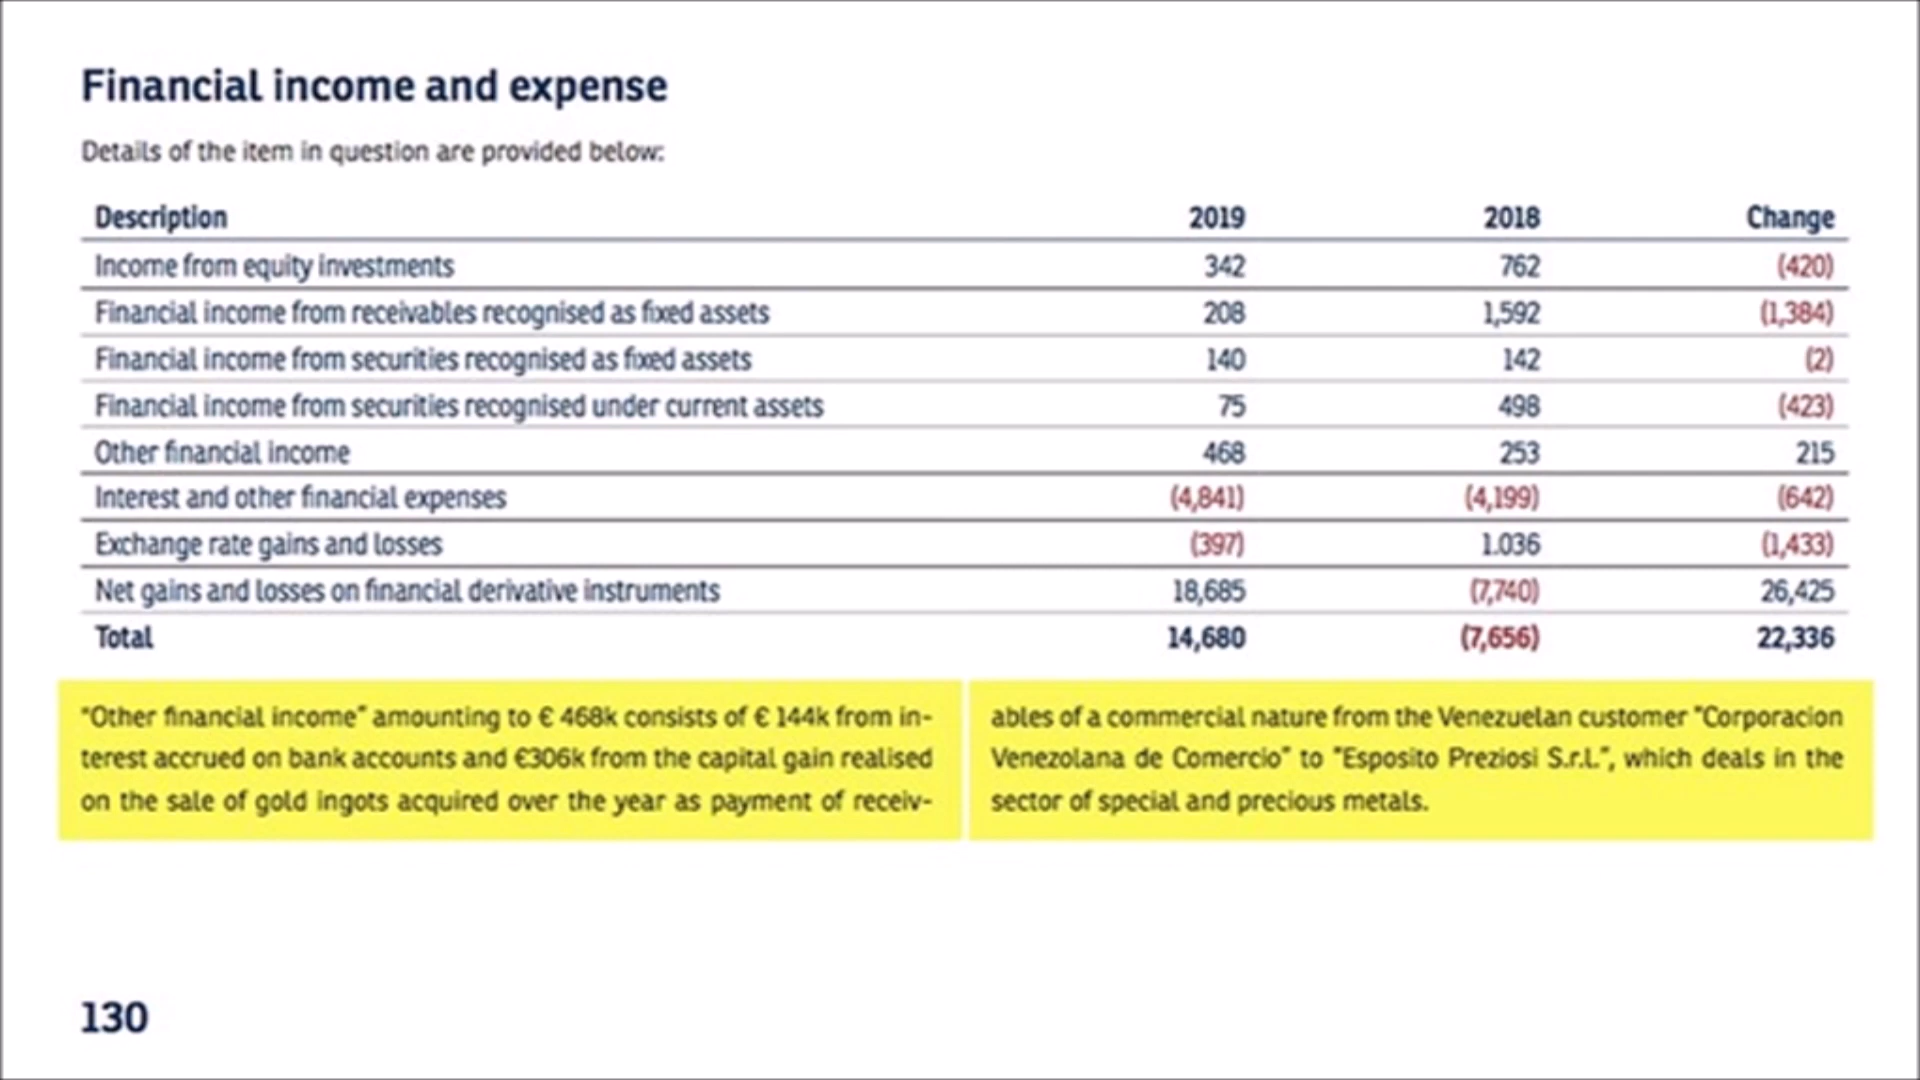 Financial income and expense
Details of the item in question are provided below:
Description 2019 2018 Change
Income from equity investments 342 762 (420)
Financial income from receivables recognised as fixed assets 208 1,592 (1,384)
Financial income from securities recognised as fixed assets 140 142 (2)
Financial income from securities recognised under current assets 75 498 (423)
Other financial income 468 253 215
Interest and other financial expenses (4,841) (4,199) (642)
Exchange rate gains and losses (397) 1.036 (1,433)
Net gains and losses on financial derivative instruments 18,685 (7,740) 26,425
Total 14,680 (7,656) 22,336
"Other financial income" amounting to € 468k consists of € 144k from in-
terest accrued on bank accounts and €306k from the capital gain realised
on the sale of gold ingots acquired over the year as payment of receiv-
ables of a commercial nature from the Venezuelan customer "Corporacion
Venezolana de Comercio" to "Esposito Preziosi S.r.l.", which deals in the
sector of special and precious metals.
130